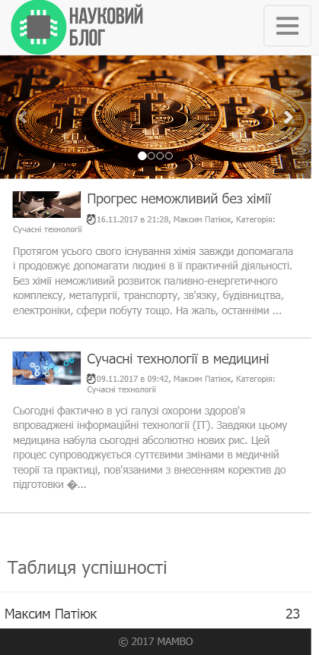 НАУКОВИЙ
БЛОГ
Прогрес неможливий без хімії
16.11.2017 в 21:28, Максим Патіюк, Категорія:
Сучасні технології
Протягом усього свого існування хімія завжди допомагала
і продовжує допомагати людині в її практичній діяльності.
Без хімії неможливий розвиток паливно-енергетичного
комплексу, металургії, транспорту, зв'язку, будівництва,
електроніки, сфери побуту тощо. На жаль, останніми ...
Сучасні технології в медицині
09.11.2017 в 09:42, Максим Патіюк, Категорія:
Сучасні технології
Сьогодні фактично в усі галузі охорони здоров'я
впроваджені інформаційні технології (IT). Завдяки цьому
медицина набула сьогодні абсолютно нових рис. Цей
процес супроводжується суттєвими змінами в медичній
теорії та практиці, пов'язаними з внесенням коректив до
підготовки �...
Таблиця успішності
Максим Патіюк 23
© 2017 MAMBO